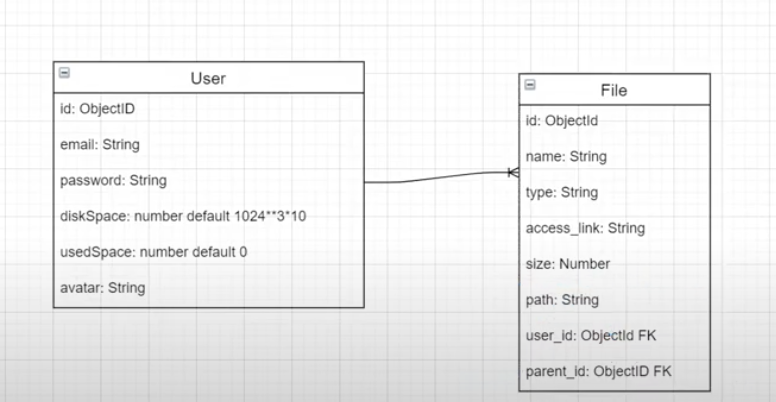 User
id: ObjectID
email: String
password: String
diskSpace: number default 1024**3*10
usedSpace: number default 0
avatar: String
File
id: ObjectId
name: String
type: String
access_link: String
size: Number
path: String
user_id: ObjectId FK
parent_id: ObjectID FK